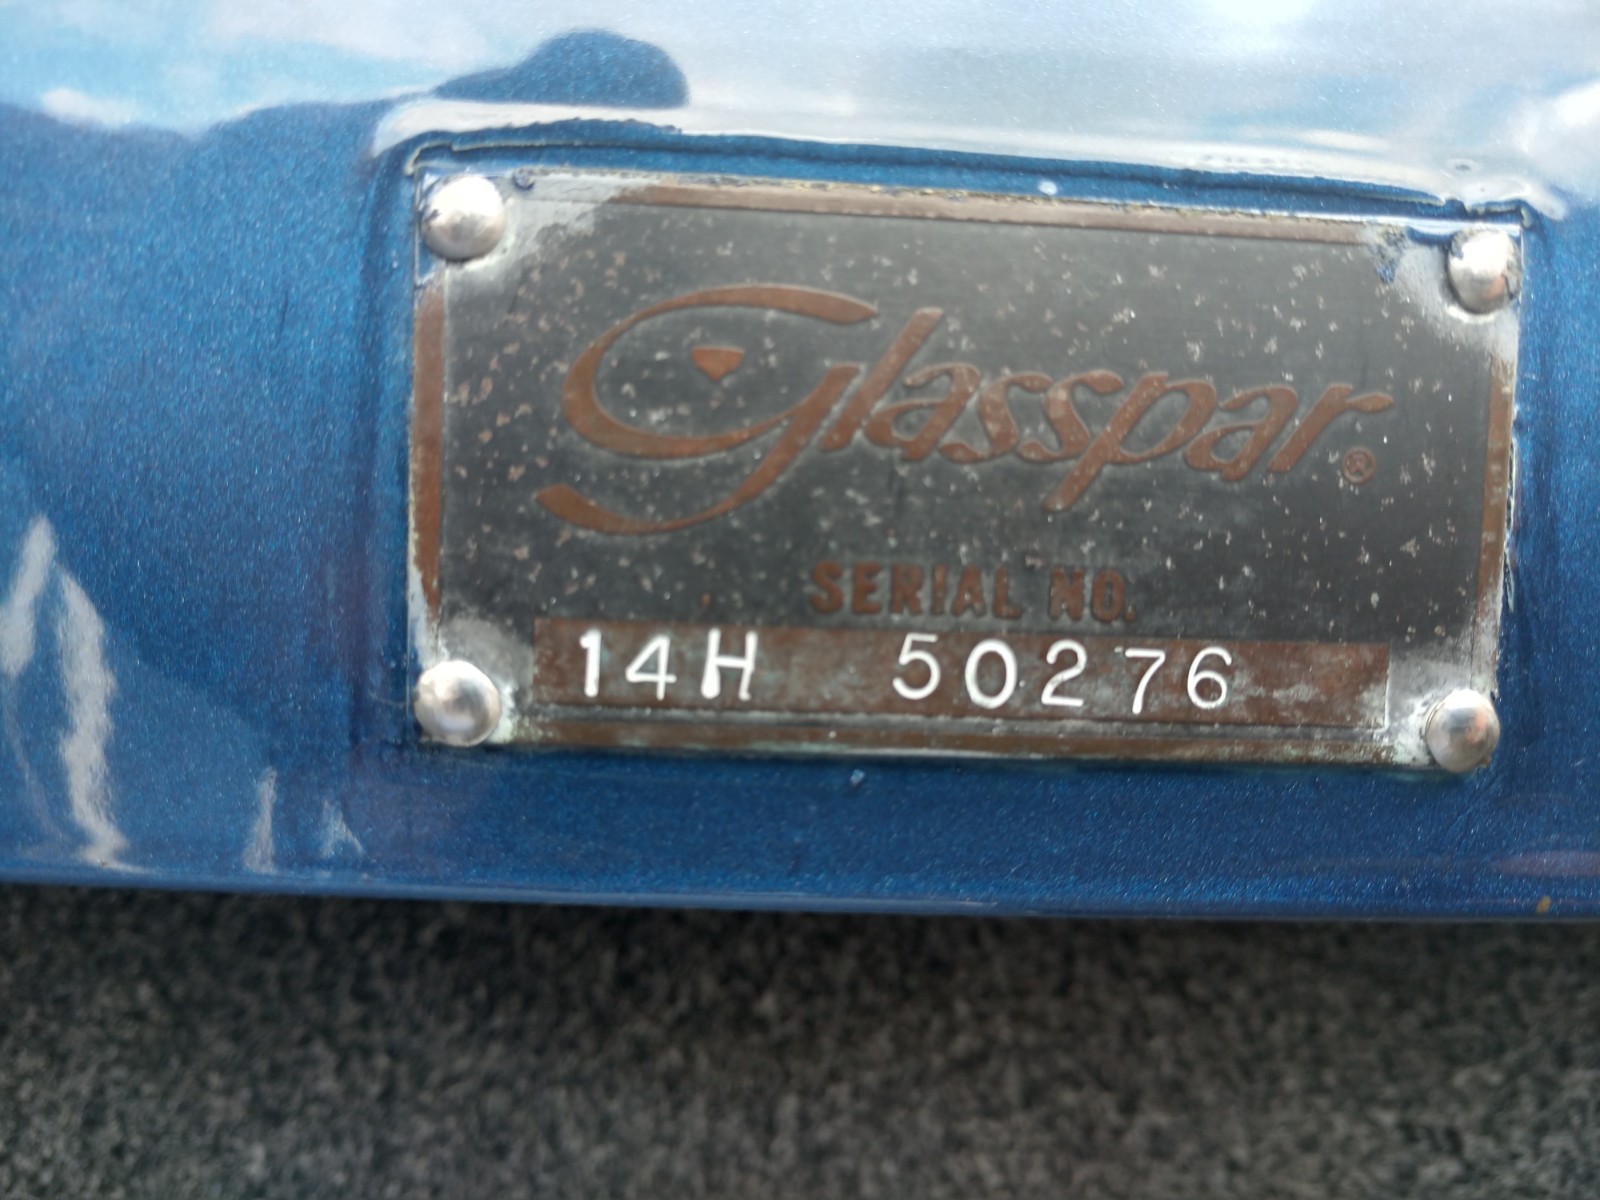 Glasspar®
SERIAL NO.
14H 50276